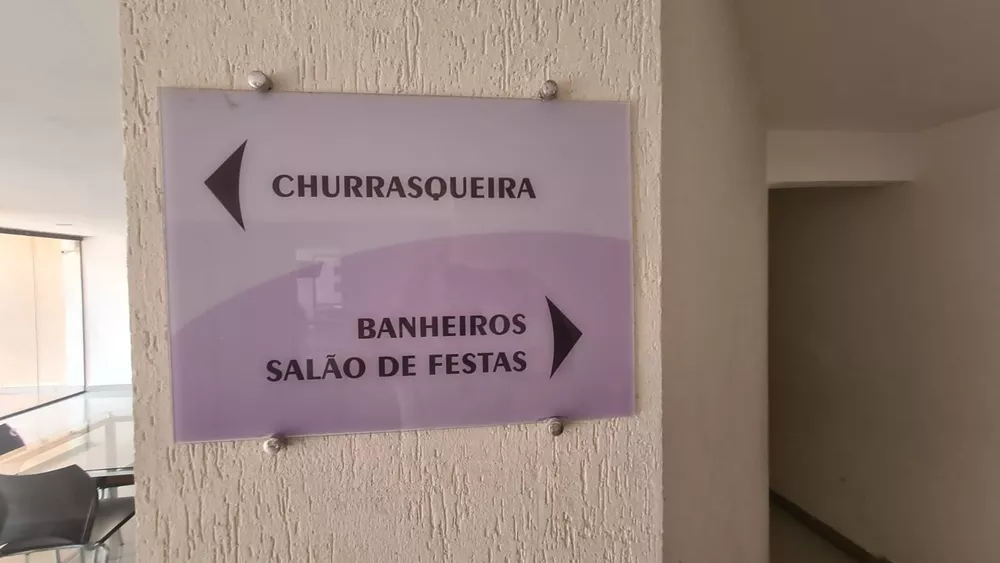 CHURRASQUEIRA
BANHEIROS
SALÃO DE FESTAS